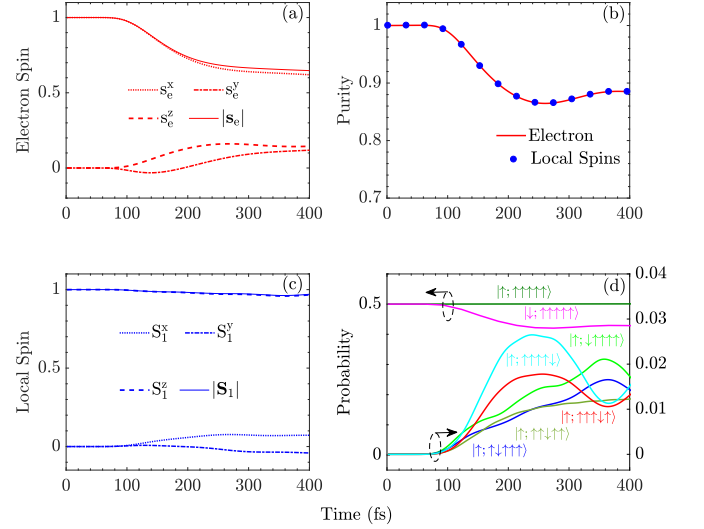 (a)
Electron Spin
1
0.5
0
s_e^x
s_e^y
s_e^z
|s_e|
0
100
200
300
400
(b)
Purity
1
0.9
0.8
0.7
Electron
Local Spins
0
100
200
300
400
(c)
Local Spin
1
0.5
0
S_1^x
S_1^y
S_1^z
|S_1|
0
100
200
300
400
(d)
Probability
0.5
0
0.04
0.03
0.02
0.01
0
|↑;↑↑↑↑↑⟩
|↓;↑↑↑↑↑⟩
|↑;↓↑↑↑↑⟩
|↑;↑↑↑↑↓⟩
|↑;↑↑↑↓↑⟩
|↑;↑↑↓↑↑⟩
|↑;↑↓↑↑↑⟩
0
100
200
300
400
Time (fs)